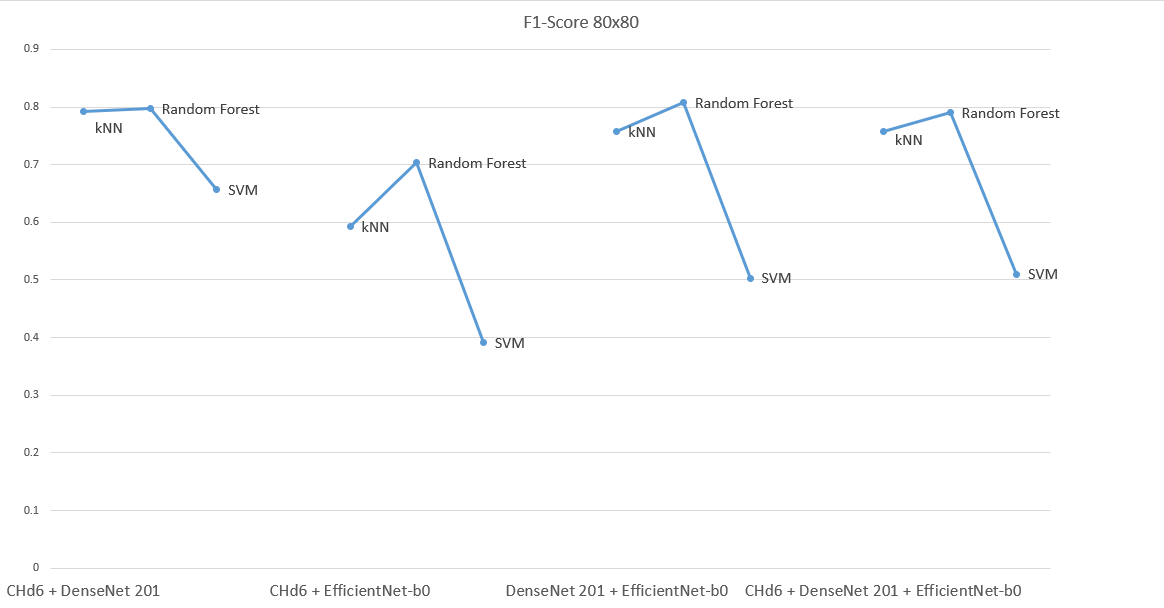 F1-Score 80x80
0.9
0.8
0.7
0.6
0.5
0.4
0.3
0.2
0.1
0
kNN
Random Forest
SVM
kNN
Random Forest
SVM
kNN
Random Forest
SVM
kNN
Random Forest
SVM
CHd6 + DenseNet 201
CHd6 + EfficientNet-b0
DenseNet 201 + EfficientNet-b0
CHd6 + DenseNet 201 + EfficientNet-b0